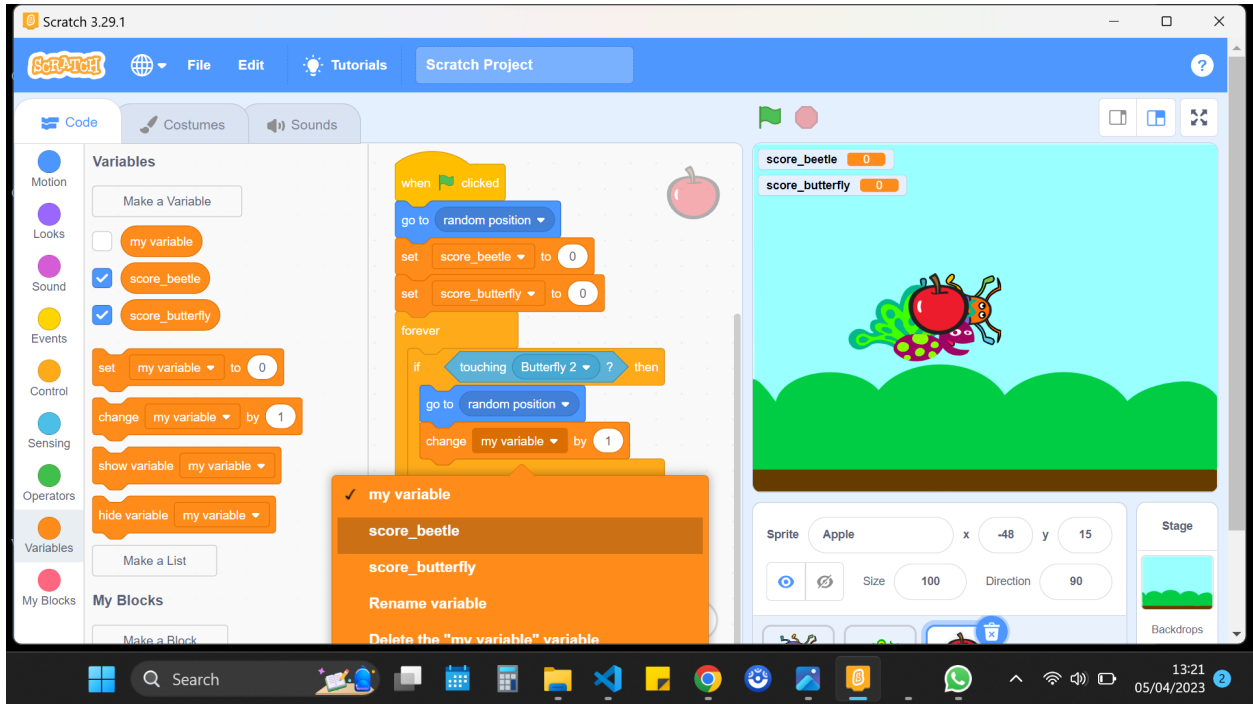 Scratch 3.29.1
SCRATCH
File Edit Tutorials Scratch Project ?
Code Costumes Sounds
Motion
Looks
Sound
Events
Control
Sensing
Operators
Variables
My Blocks
Variables
Make a Variable
my variable
score_beetle
score_butterfly
set my variable to 0
change my variable by 1
show variable my variable
hide variable my variable
Make a List
My Blocks
Make a Block
when clicked
go to random position
set score_beetle to 0
set score_butterfly to 0
forever
if touching Butterfly 2 ? then
go to random position
change my variable by 1
✓ my variable
score_beetle
score_butterfly
Rename variable
Delete the "my variable" variable
score_beetle 0
score_butterfly 0
Sprite Apple x -48 y 15
Size 100 Direction 90
Stage
Backdrops
Search
13:21
05/04/2023
2